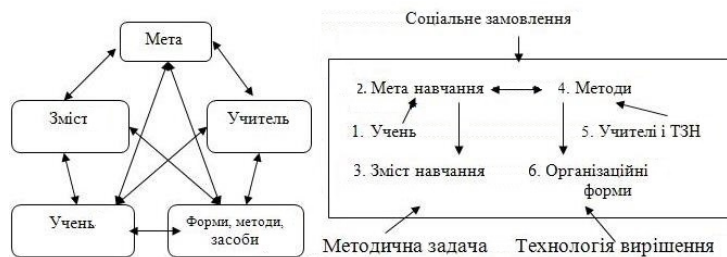 Мета
Зміст
Учитель
Учень
Форми, методи,
засоби
Соціальне замовлення
2. Мета навчання
4. Методи
1. Учень
5. Учителі і ТЗН
3. Зміст навчання
6. Організаційні
форми
Методична задача
Технологія вирішення